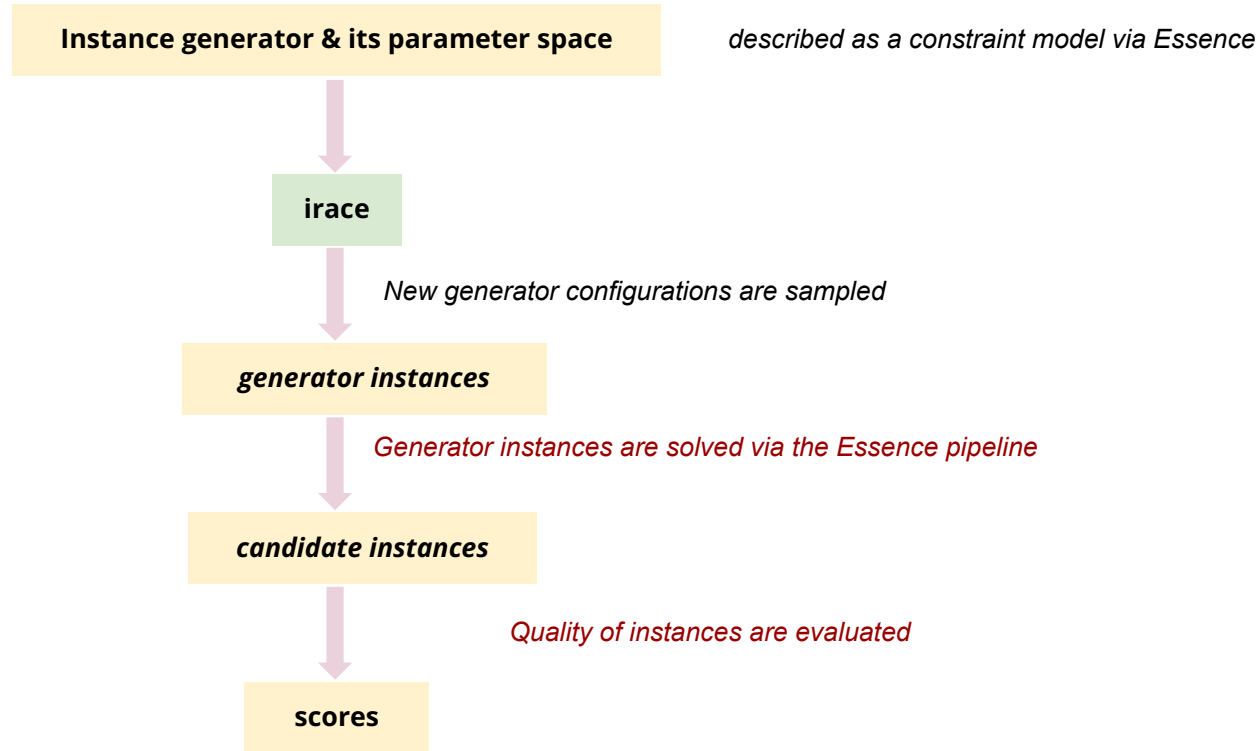 Instance generator & its parameter space
described as a constraint model via Essence
irace
New generator configurations are sampled
generator instances
Generator instances are solved via the Essence pipeline
candidate instances
Quality of instances are evaluated
scores